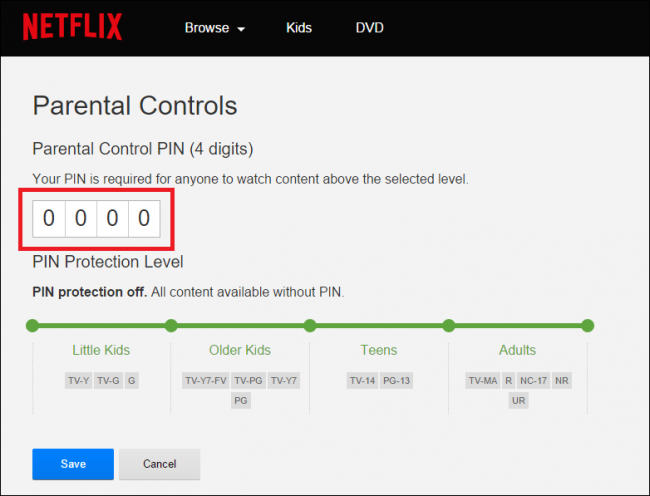 NETFLIX Browse Kids DVD
Parental Controls
Parental Control PIN (4 digits)
Your PIN is required for anyone to watch content above the selected level.
0 0 0 0
PIN Protection Level
PIN protection off. All content available without PIN.
Little Kids Older Kids Teens Adults
TV-Y TV-G G TV-Y7-FV TV-PG TV-Y7 TV-14 PG-13 TV-MA R NC-17 NR
PG UR
Save Cancel